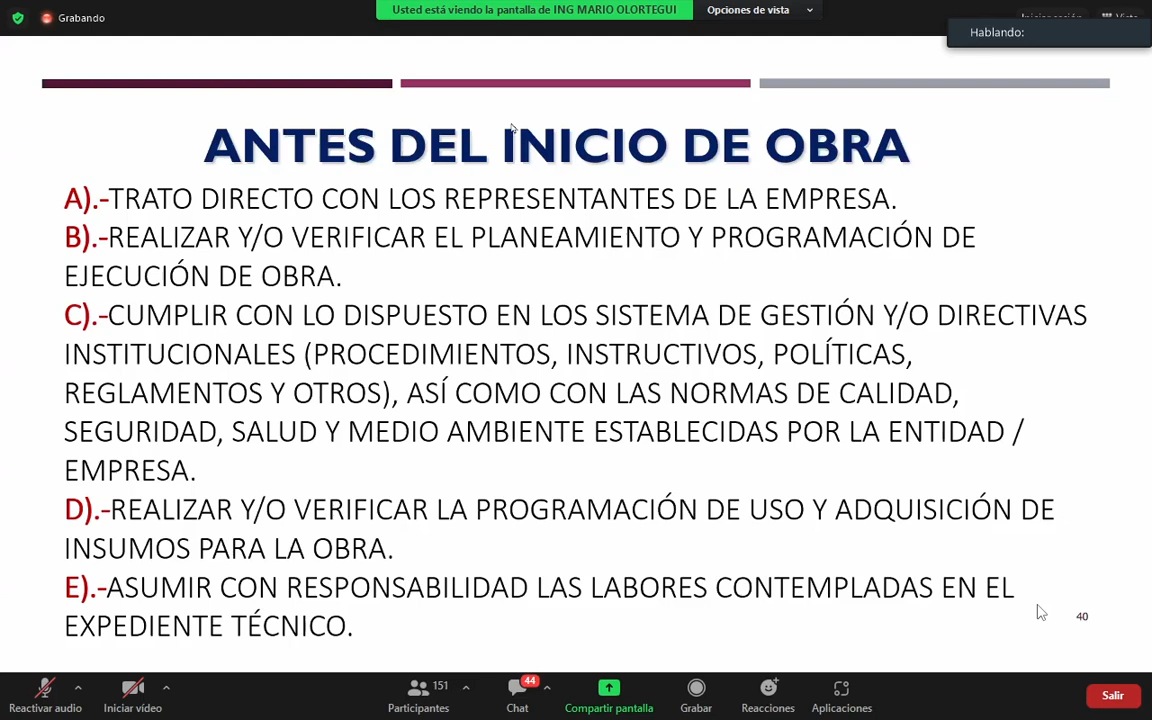 Grabando
Usted está viendo la pantalla de ING MARIO OLORTEGUI
Opciones de vista
Hablando:
ANTES DEL INICIO DE OBRA
A).-TRATO DIRECTO CON LOS REPRESENTANTES DE LA EMPRESA.
B).-REALIZAR Y/O VERIFICAR EL PLANEAMIENTO Y PROGRAMACIÓN DE
EJECUCIÓN DE OBRA.
C).-CUMPLIR CON LO DISPUESTO EN LOS SISTEMA DE GESTIÓN Y/O DIRECTIVAS
INSTITUCIONALES (PROCEDIMIENTOS, INSTRUCTIVOS, POLÍTICAS,
REGLAMENTOS Y OTROS), ASÍ COMO CON LAS NORMAS DE CALIDAD,
SEGURIDAD, SALUD Y MEDIO AMBIENTE ESTABLECIDAS POR LA ENTIDAD /
EMPRESA.
D).-REALIZAR Y/O VERIFICAR LA PROGRAMACIÓN DE USO Y ADQUISICIÓN DE
INSUMOS PARA LA OBRA.
E).-ASUMIR CON RESPONSABILIDAD LAS LABORES CONTEMPLADAS EN EL
EXPEDIENTE TÉCNICO.
40
Reactivar audio
Iniciar vídeo
151
Participantes
44
Chat
Compartir pantalla
Grabar
Reacciones
Aplicaciones
Salir